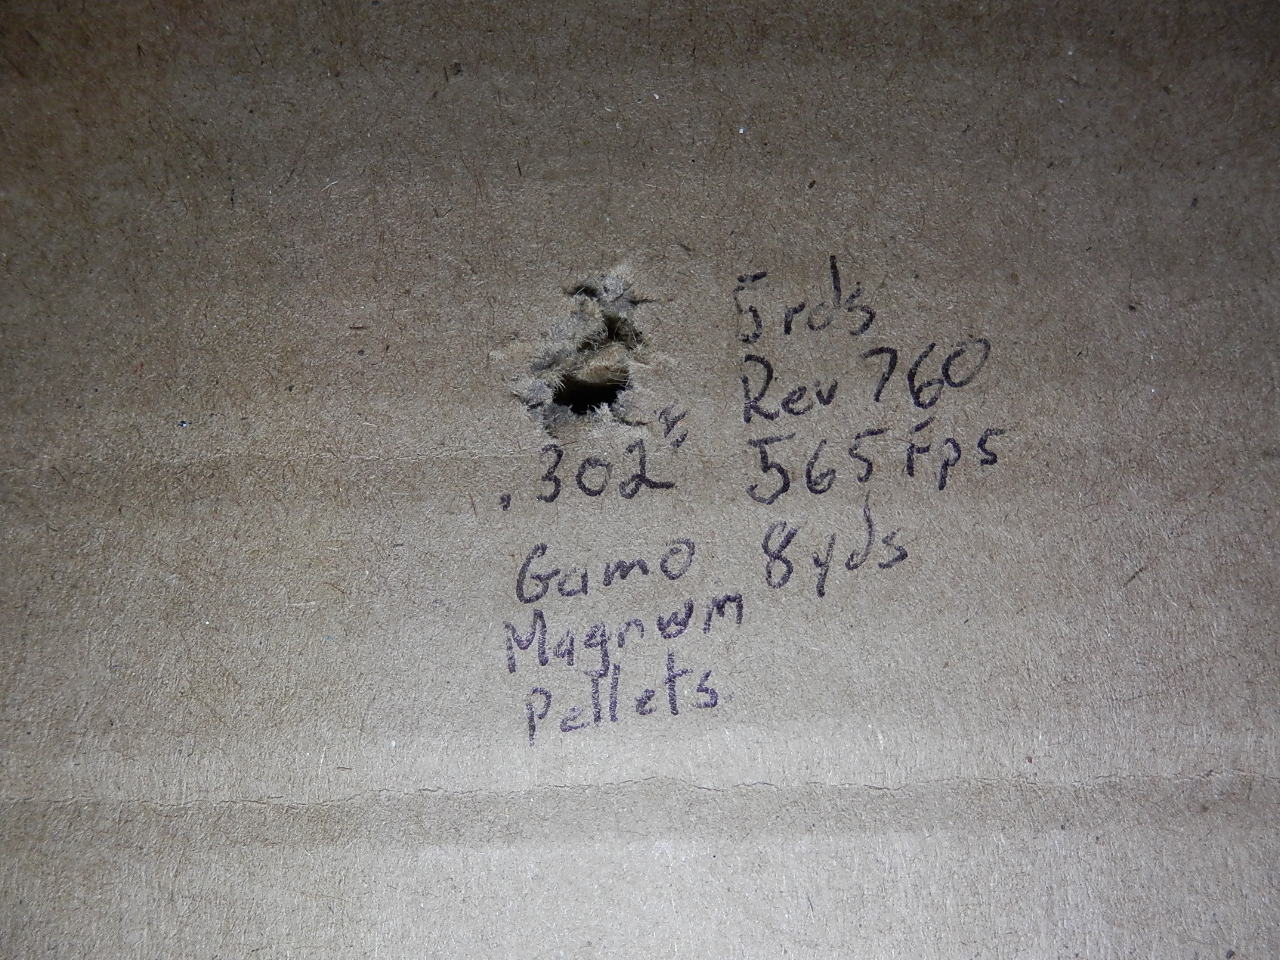 5rds
Rev 760
.302"
565 Fps
Gamo
8yds
Magnum
Pellets